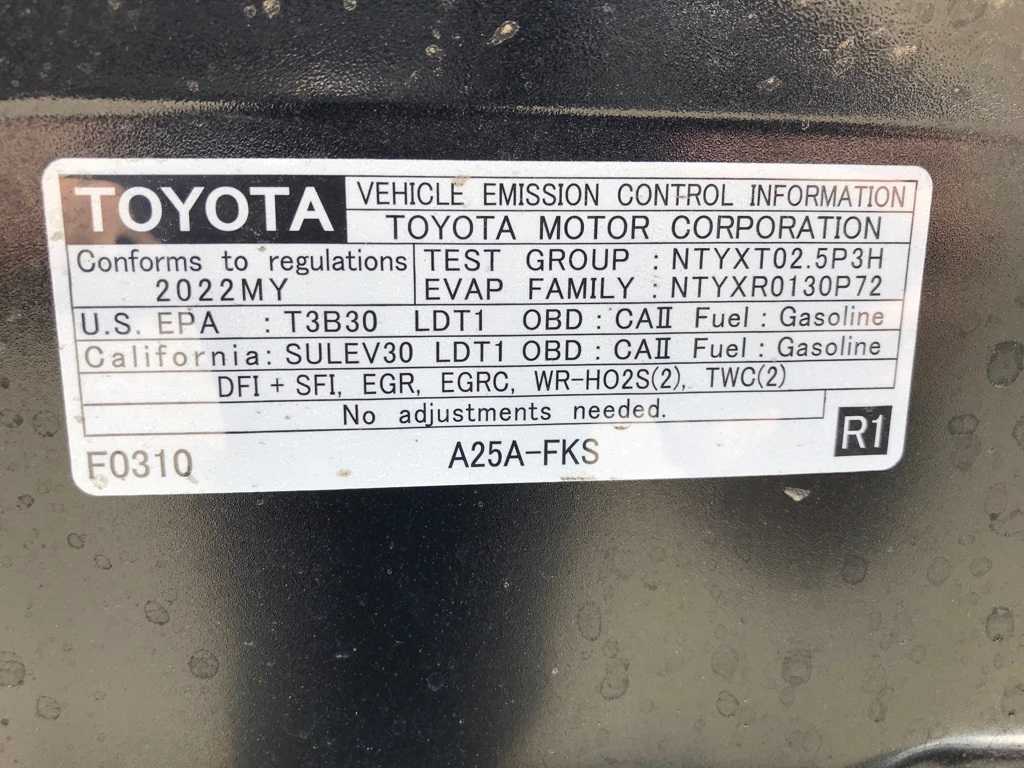 TOYOTA VEHICLE EMISSION CONTROL INFORMATION
TOYOTA MOTOR CORPORATION
Conforms to regulations TEST GROUP : NTYXT02.5P3H
2022MY EVAP FAMILY : NTYXR0130P72
U.S. EPA : T3B30 LDT1 OBD : CAII Fuel : Gasoline
California: SULEV30 LDT1 OBD : CAII Fuel : Gasoline
DFI + SFI, EGR, EGRC, WR-HO2S(2), TWC(2)
No adjustments needed.
R1
F0310 A25A-FKS